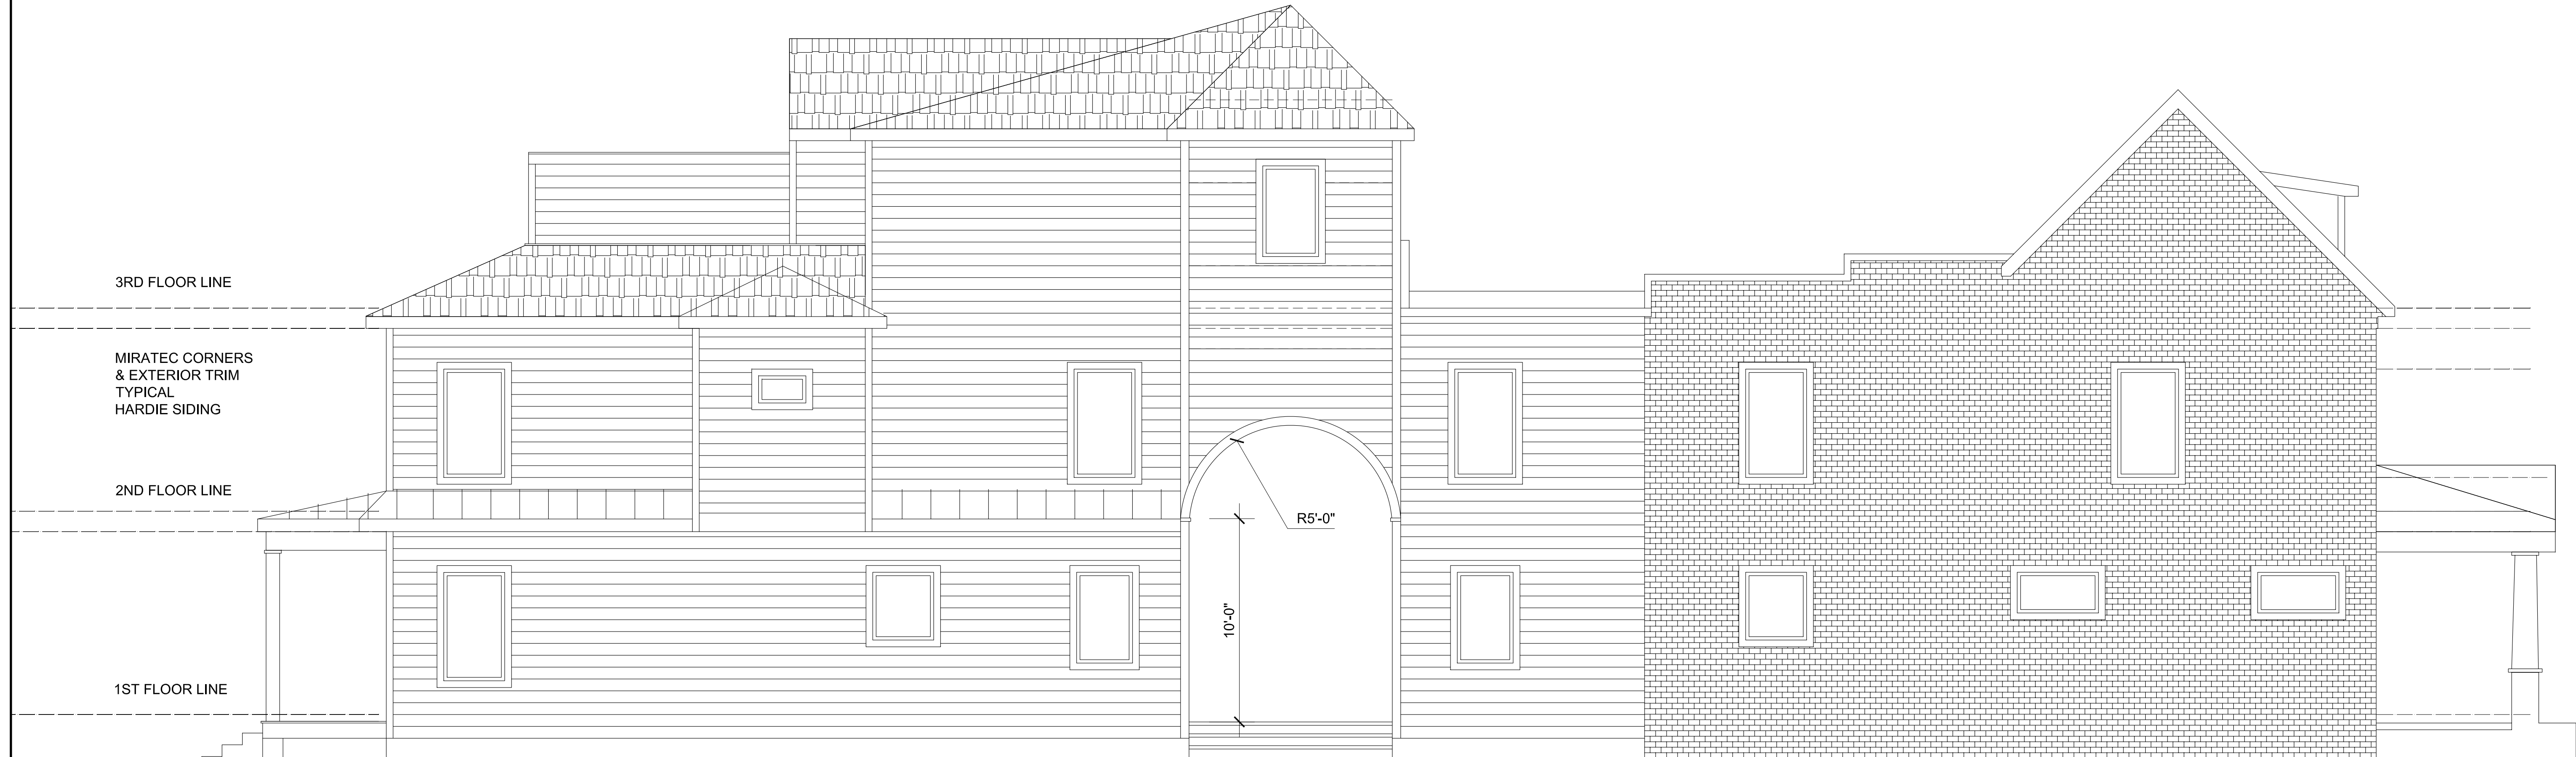 3RD FLOOR LINE
MIRATEC CORNERS
& EXTERIOR TRIM
TYPICAL
HARDIE SIDING
2ND FLOOR LINE
R5'-0"
10'-0"
1ST FLOOR LINE